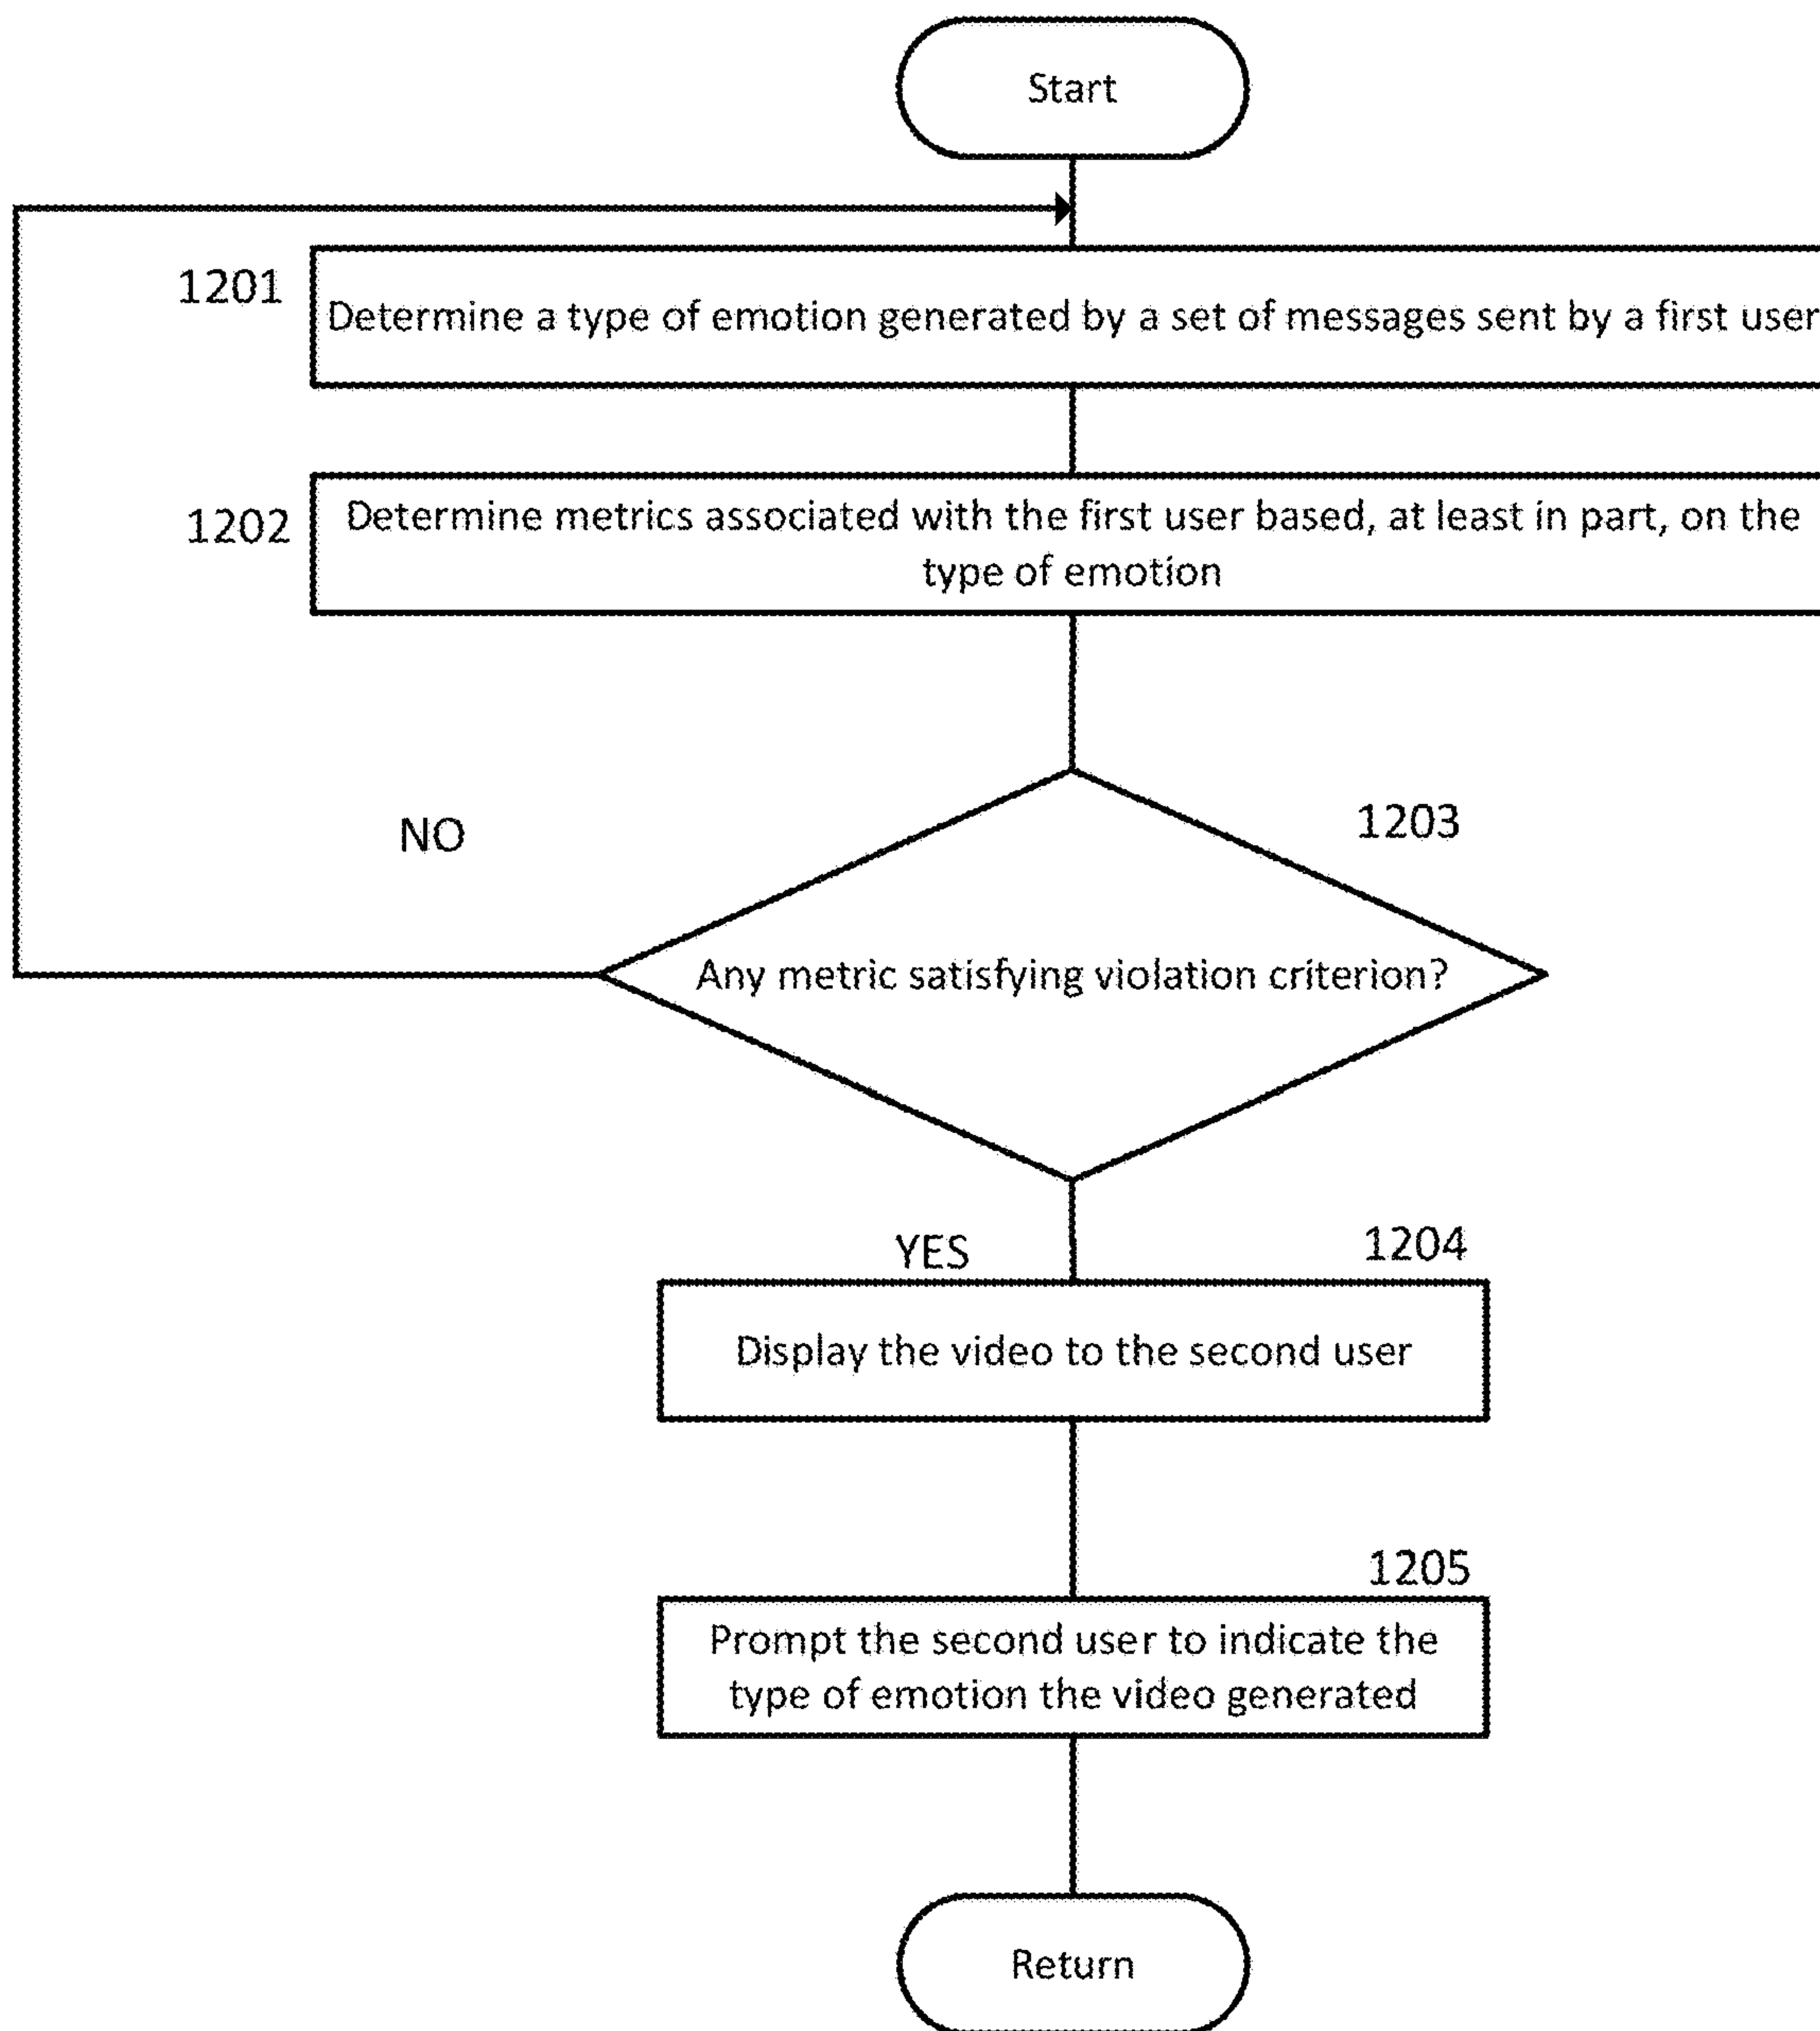 Start
1201
Determine a type of emotion generated by a set of messages sent by a first user
1202
Determine metrics associated with the first user based, at least in part, on the
type of emotion
NO
1203
Any metric satisfying violation criterion?
YES
1204
Display the video to the second user
1205
Prompt the second user to indicate the
type of emotion the video generated
Return